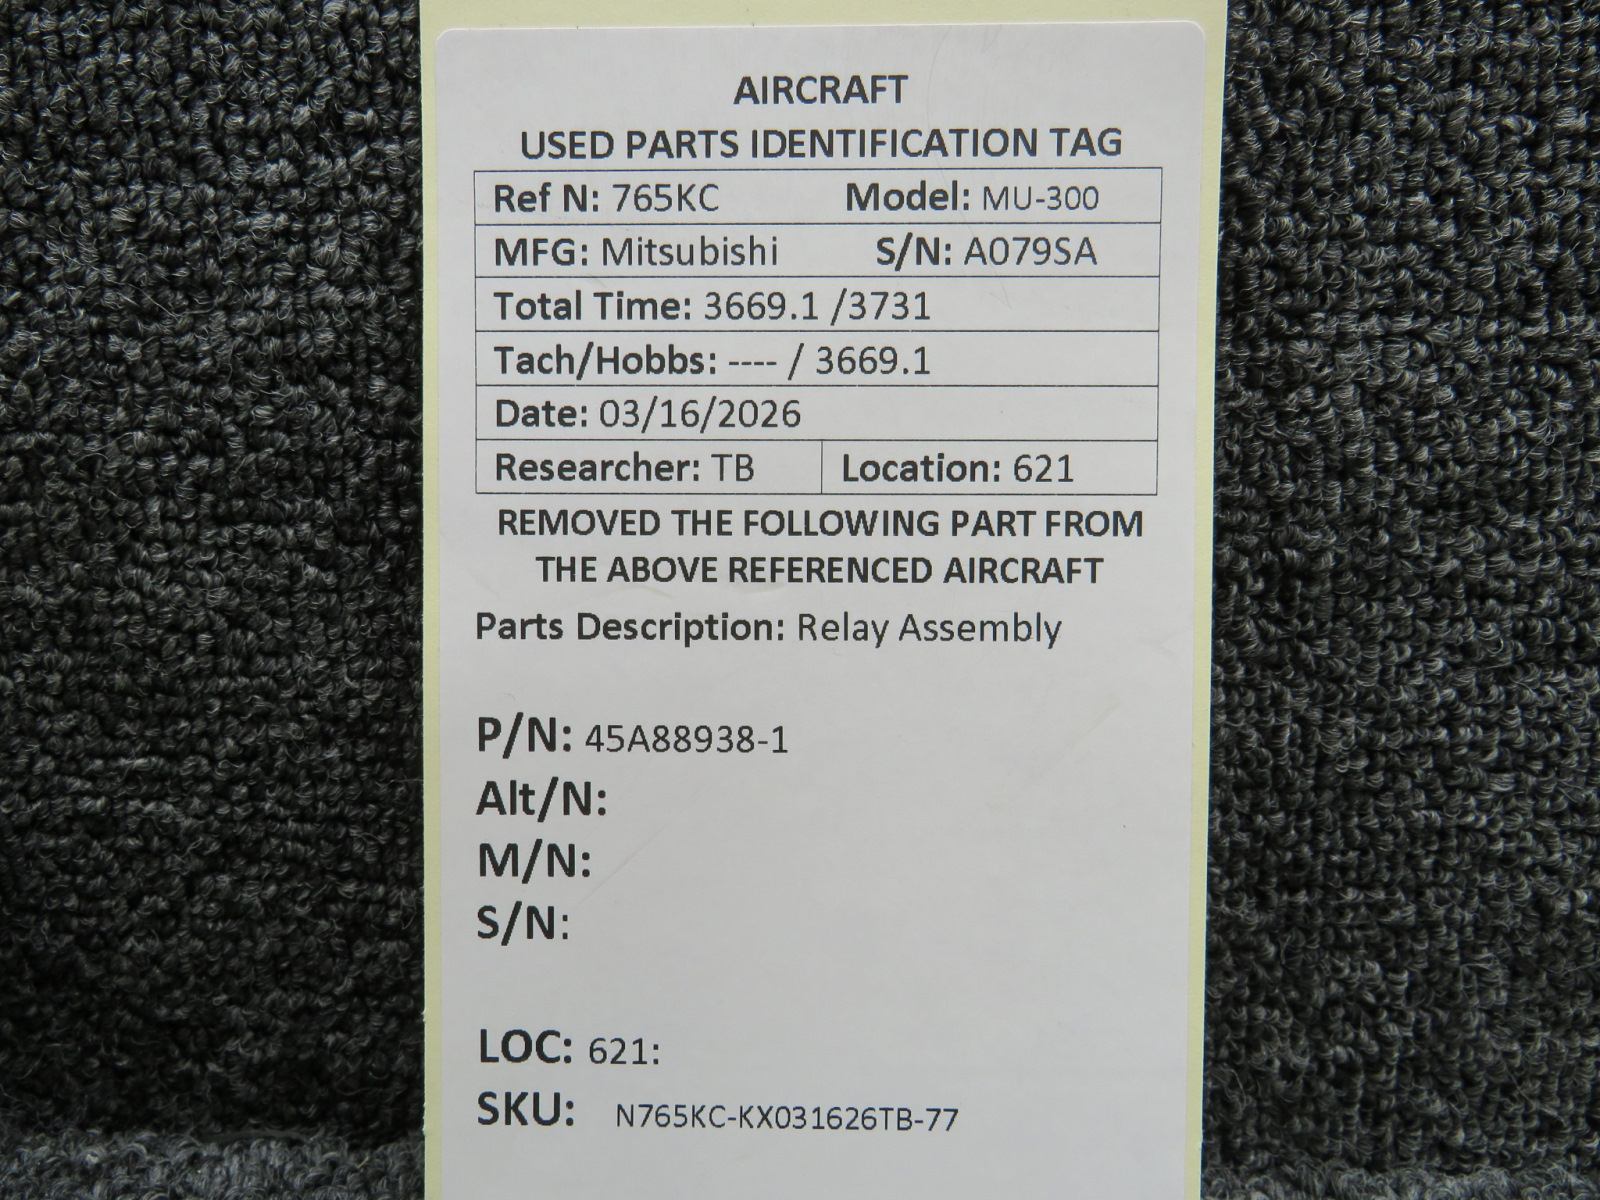 AIRCRAFT
USED PARTS IDENTIFICATION TAG
Ref N: 765KC Model: MU-300
MFG: Mitsubishi S/N: A079SA
Total Time: 3669.1 /3731
Tach/Hobbs: ---- / 3669.1
Date: 03/16/2026
Researcher: TB Location: 621
REMOVED THE FOLLOWING PART FROM
THE ABOVE REFERENCED AIRCRAFT
Parts Description: Relay Assembly
P/N: 45A88938-1
Alt/N:
M/N:
S/N:
LOC: 621:
SKU: N765KC-KX031626TB-77